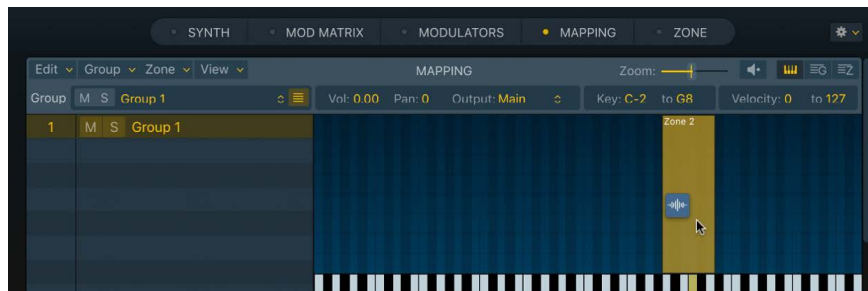 SYNTH MOD MATRIX MODULATORS MAPPING ZONE
Edit Group Zone View MAPPING Zoom: G Z
Group M S Group 1 Vol: 0.00 Pan: 0 Output: Main Key: C-2 to G8 Velocity: 0 to 127
1 M S Group 1 Zone 2